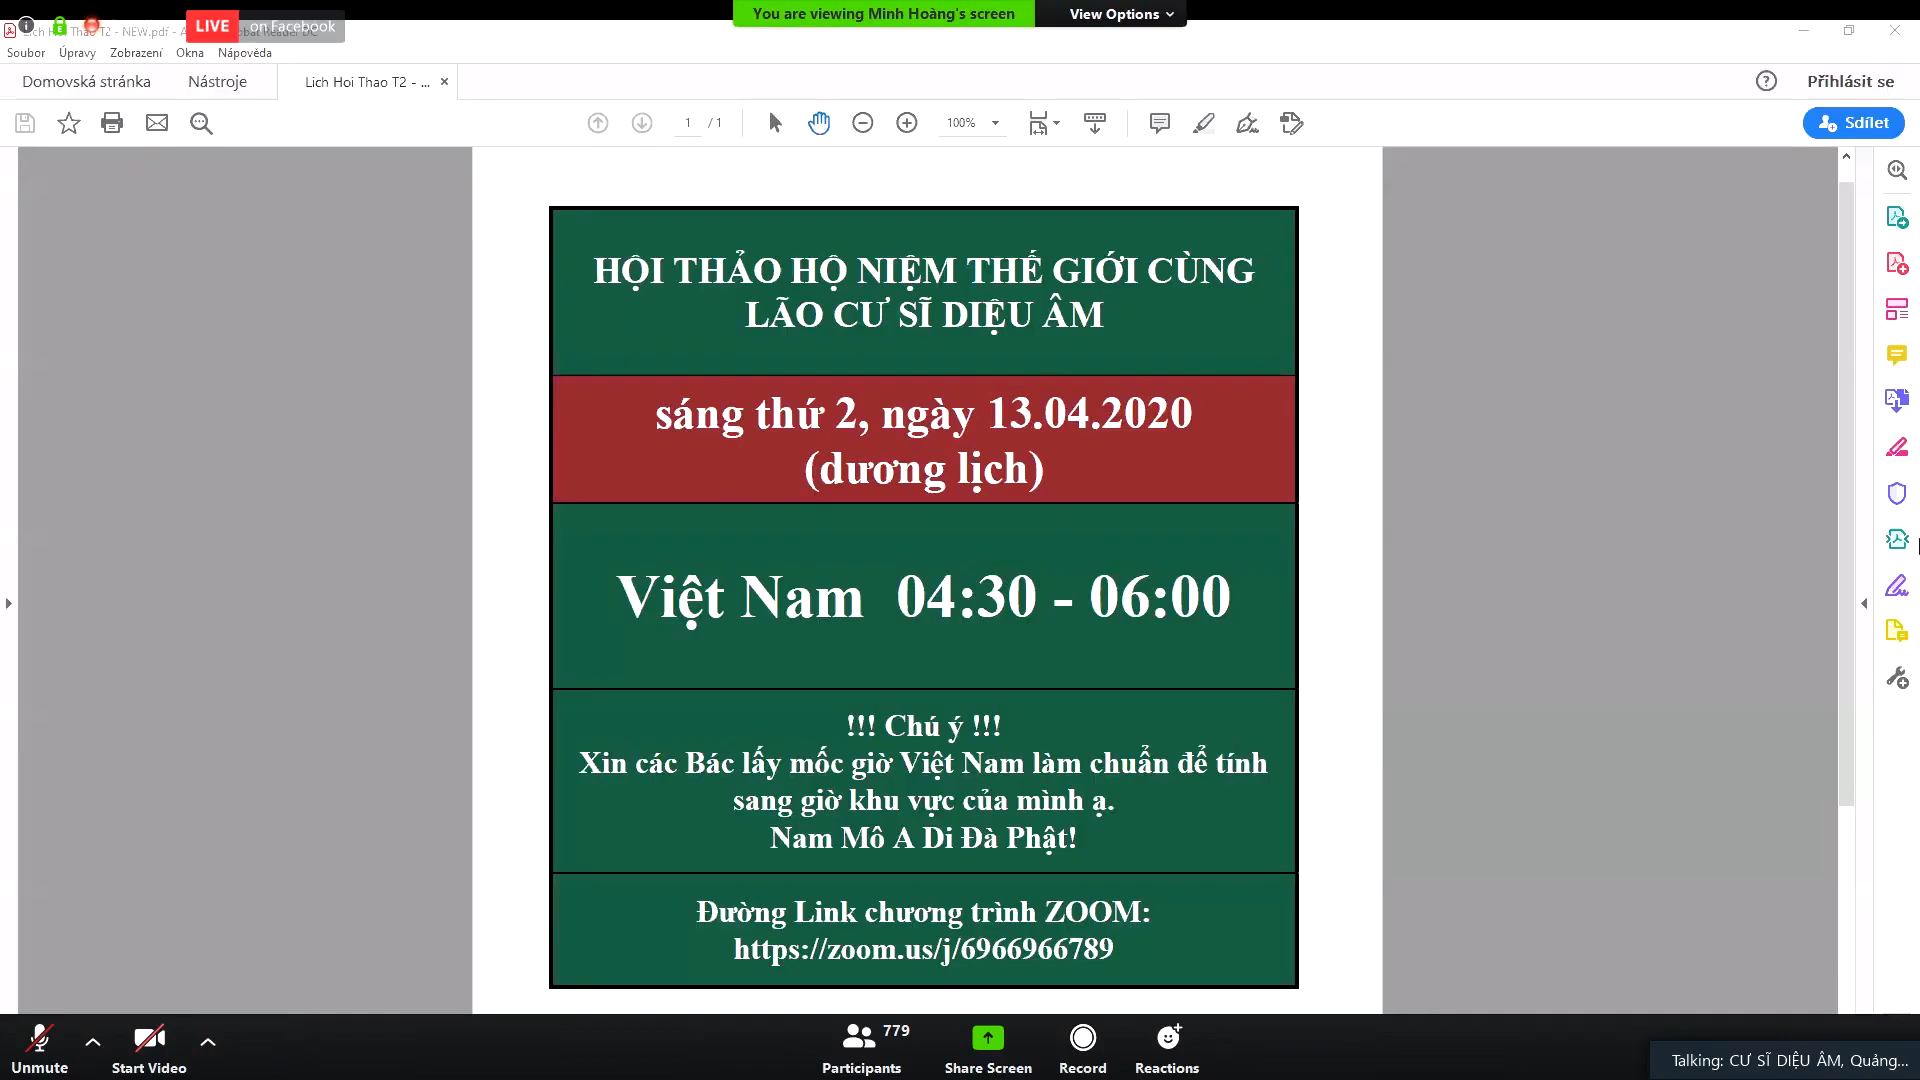 You are viewing Minh Hoàng's screen
View Options
LIVE on Facebook
Soubor Úpravy Zobrazení Okna Nápověda
Domovská stránka Nástroje Lich Hoi Thao T2 - ... × Přihlásit se
1 / 1 100% Sdílet
HỘI THẢO HỘ NIỆM THẾ GIỚI CÙNG
LÃO CƯ SĨ DIỆU ÂM
sáng thứ 2, ngày 13.04.2020
(dương lịch)
Việt Nam 04:30 - 06:00
!!! Chú ý !!!
Xin các Bác lấy mốc giờ Việt Nam làm chuẩn để tính
sang giờ khu vực của mình ạ.
Nam Mô A Di Đà Phật!
Đường Link chương trình ZOOM:
https://zoom.us/j/6966966789
779
Unmute Start Video Participants Share Screen Record Reactions
Talking: CƯ SĨ DIỆU ÂM, Quảng...